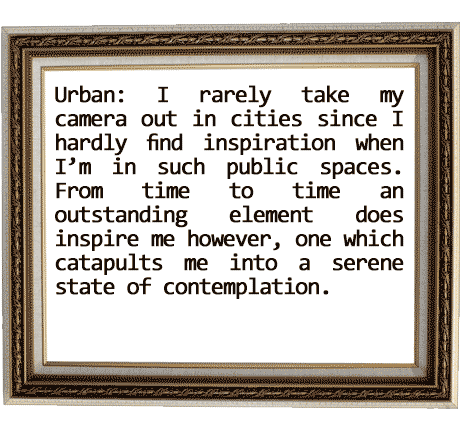 Urban: I rarely take my
camera out in cities since I
hardly find inspiration when
I’m in such public spaces.
From time to time an
outstanding element does
inspire me however, one which
catapults me into a serene
state of contemplation.